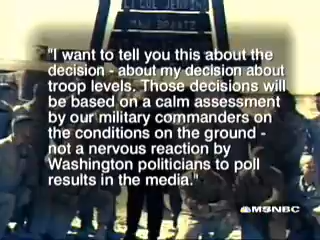 "I want to tell you this about the
decision - about my decision about
troop levels. Those decisions will
be based on a calm assessment
by our military commanders on
the conditions on the ground -
not a nervous reaction by
Washington politicians to poll
results in the media."
MSNBC